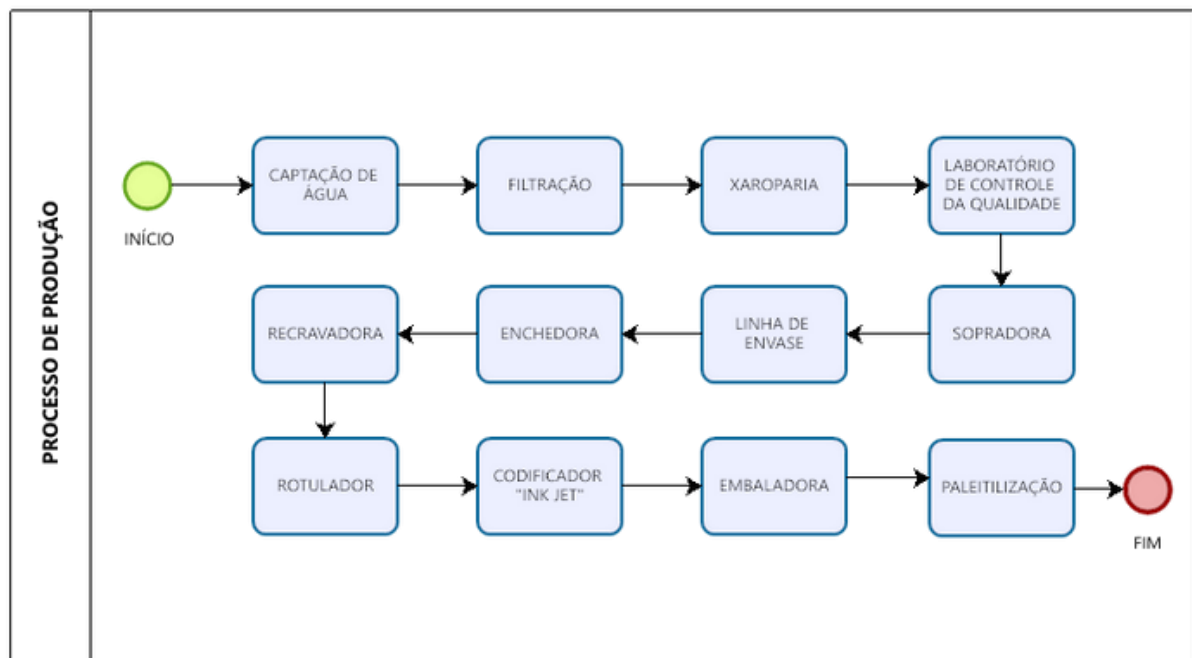 PROCESSO DE PRODUÇÃO
INÍCIO
CAPTAÇÃO DE
ÁGUA
FILTRAÇÃO
XAROPARIA
LABORATÓRIO
DE CONTROLE
DA QUALIDADE
SOPRADORA
LINHA DE
ENVASE
ENCHEDORA
RECRAVADORA
ROTULADOR
CODIFICADOR
"INK JET"
EMBALADORA
PALEITILIZAÇÃO
FIM